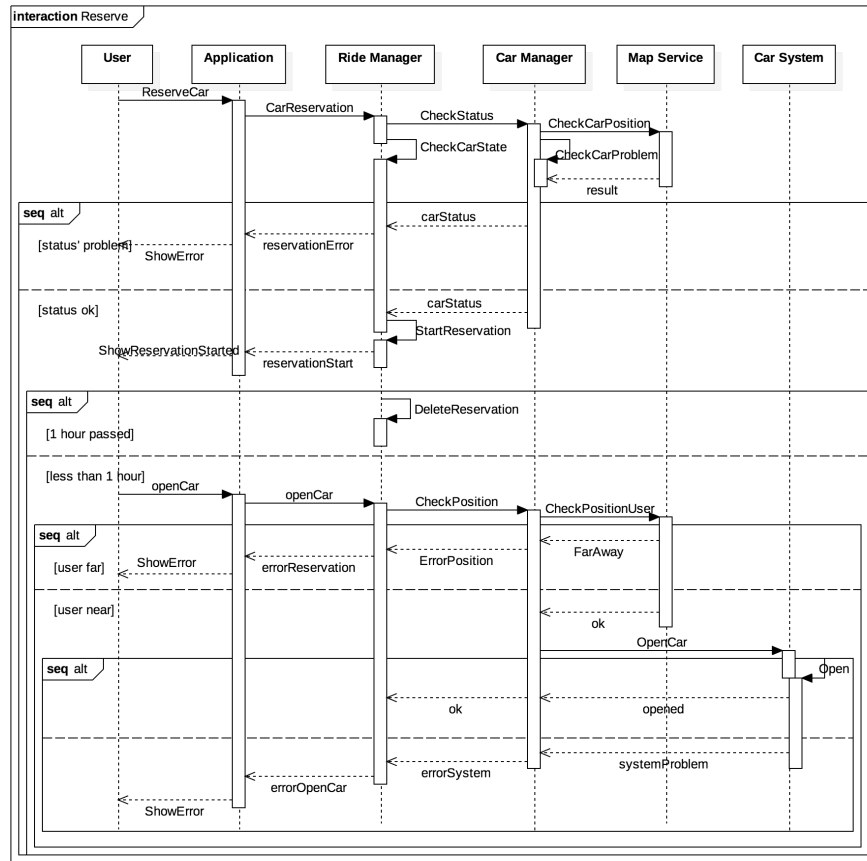 interaction Reserve
User
Application
Ride Manager
Car Manager
Map Service
Car System
ReserveCar
CarReservation
CheckStatus
CheckCarPosition
CheckCarState
CheckCarProblem
result
seq alt
carStatus
[status' problem]
reservationError
ShowError
carStatus
[status ok]
StartReservation
ShowReservationStarted
reservationStart
seq alt
DeleteReservation
[1 hour passed]
[less than 1 hour]
openCar
openCar
CheckPosition
CheckPositionUser
seq alt
FarAway
ErrorPosition
errorReservation
ShowError
[user far]
[user near]
ok
OpenCar
seq alt
Open
ok
opened
systemProblem
errorSystem
errorOpenCar
ShowError